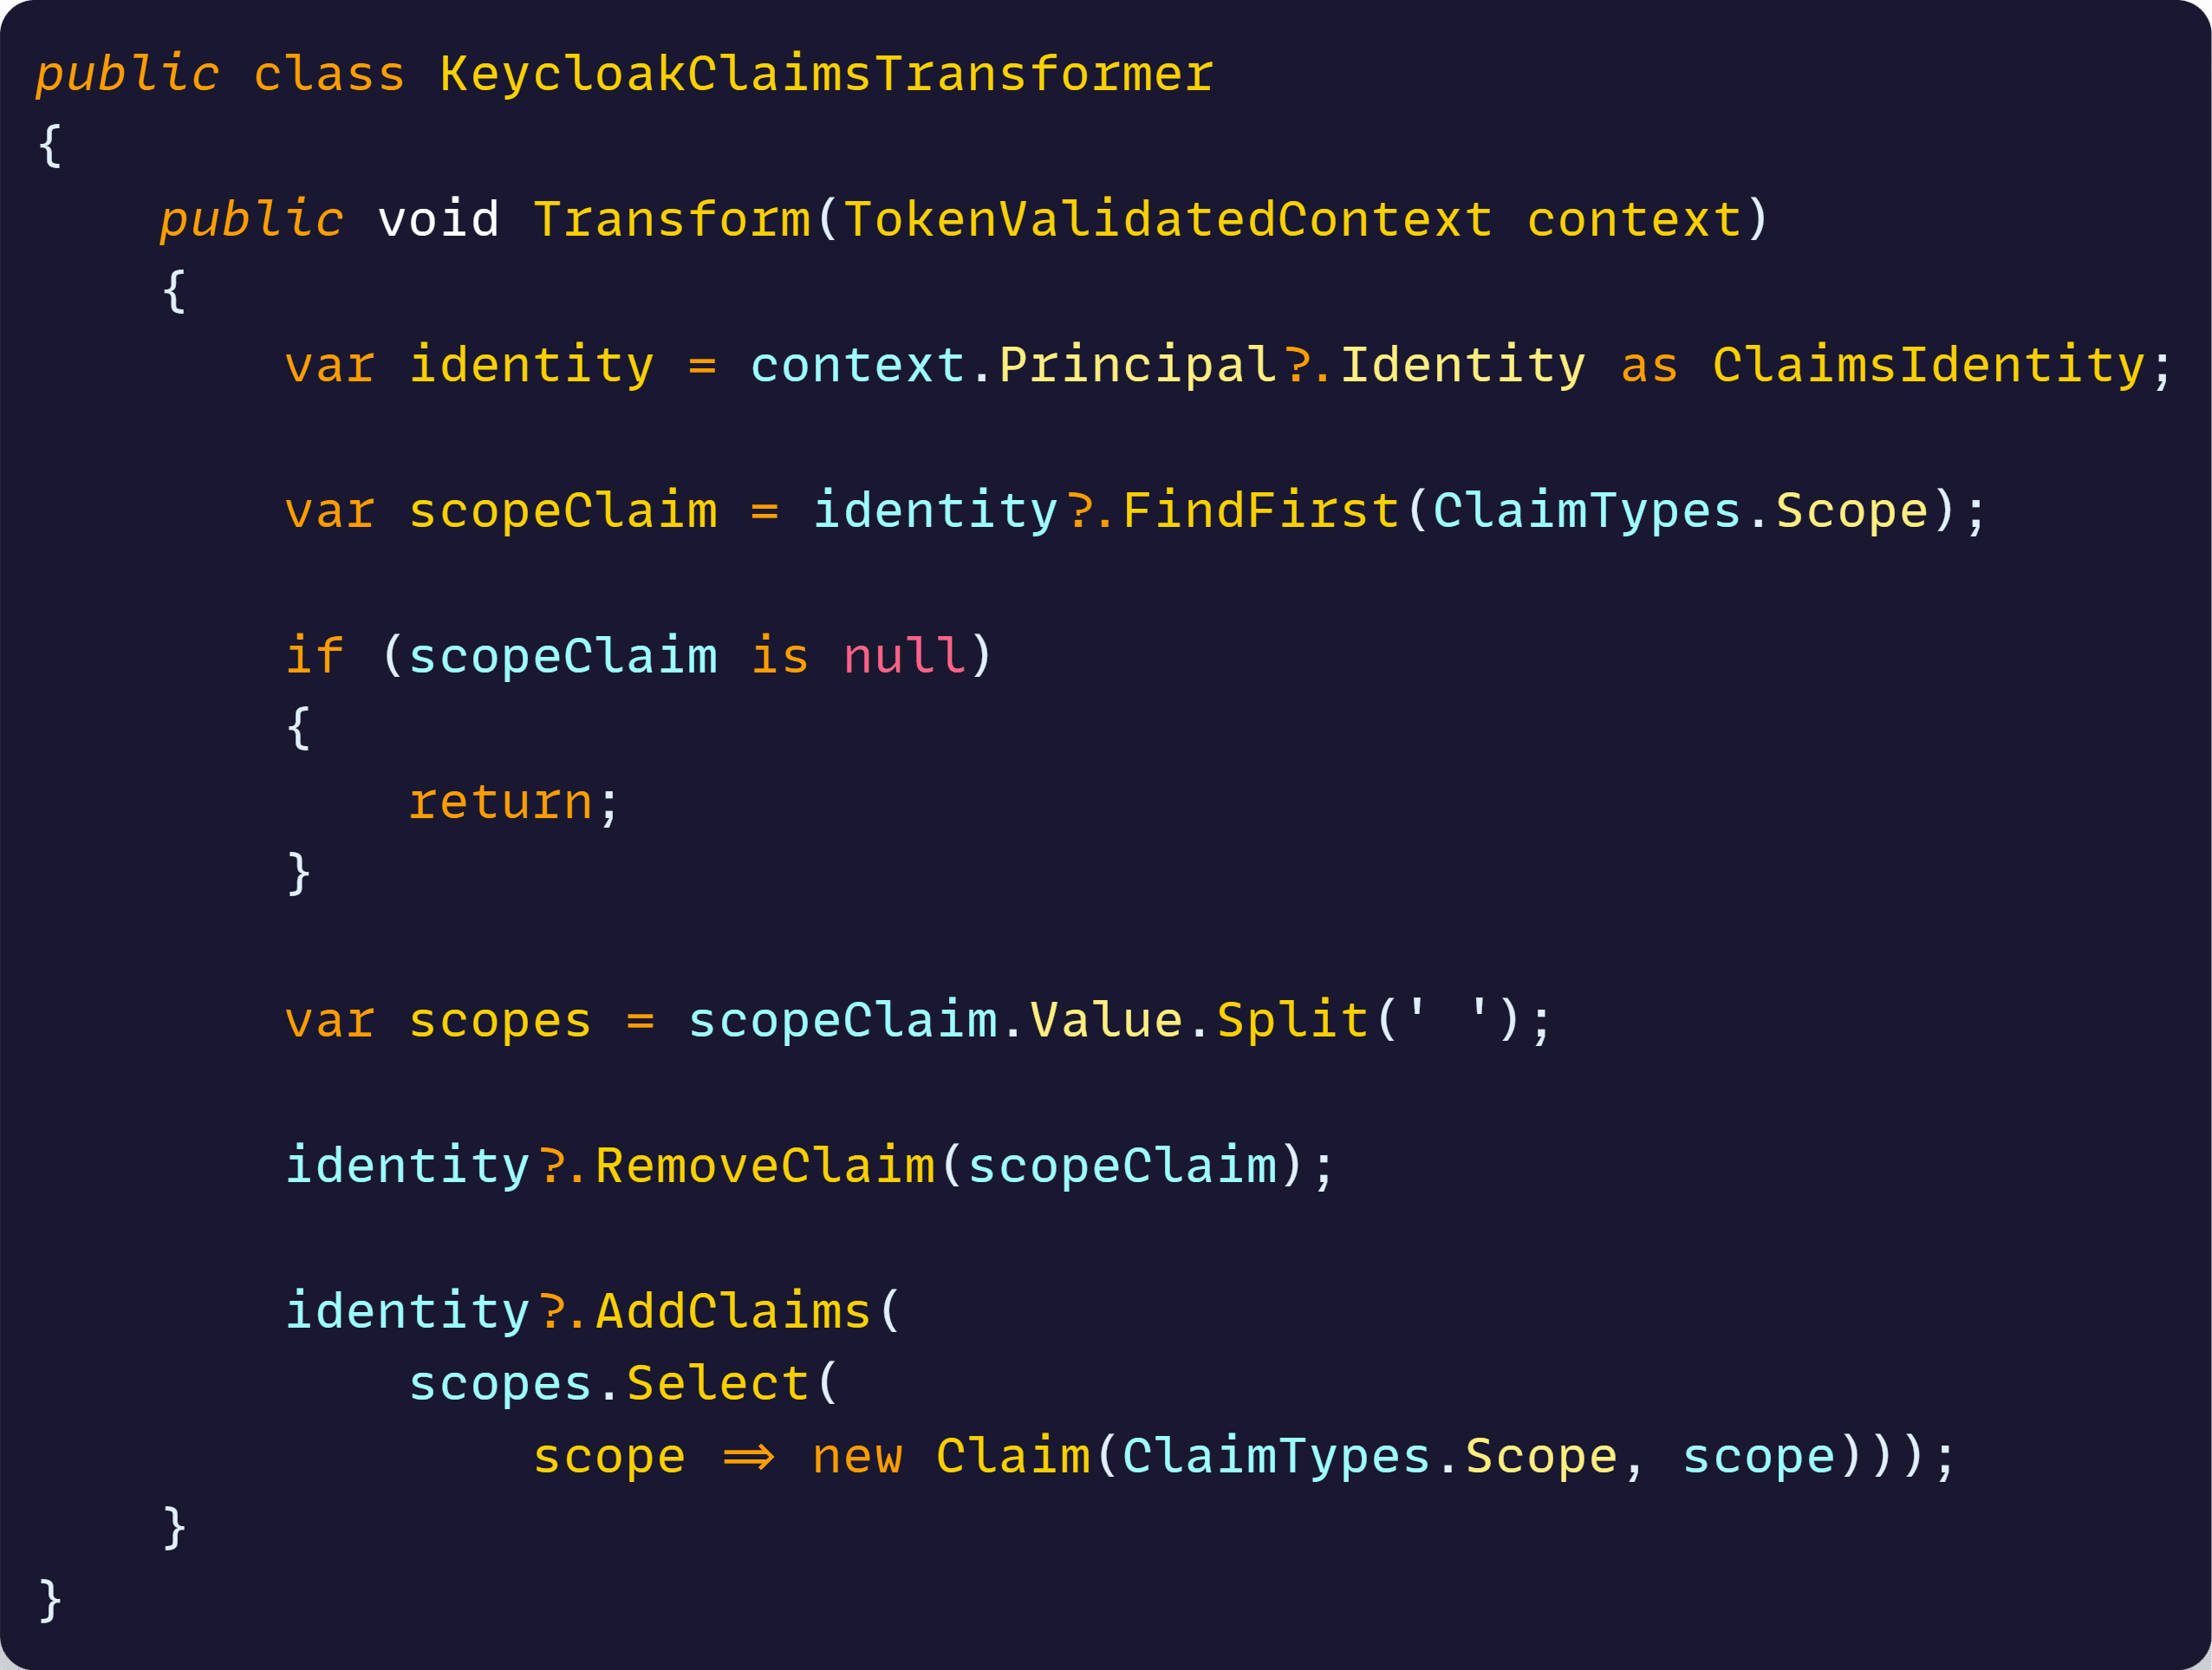 public class KeycloakClaimsTransformer
{
    public void Transform(TokenValidatedContext context)
    {
        var identity = context.Principal?.Identity as ClaimsIdentity;

        var scopeClaim = identity?.FindFirst(ClaimTypes.Scope);

        if (scopeClaim is null)
        {
            return;
        }

        var scopes = scopeClaim.Value.Split(' ');

        identity?.RemoveClaim(scopeClaim);

        identity?.AddClaims(
            scopes.Select(
                scope => new Claim(ClaimTypes.Scope, scope)));
    }
}